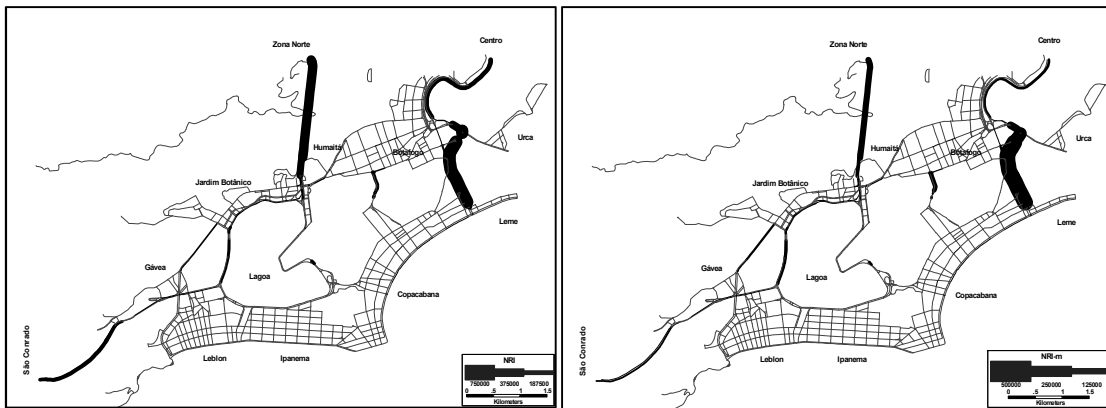 Zona Norte
Centro
Urca
Humaitá
Botafogo
Jardim Botânico
Leme
Gávea
Lagoa
Copacabana
São Conrado
Leblon
Ipanema
NRI
750000 375000 187500
0 .5 1 1.5
Kilometers
Zona Norte
Centro
Urca
Humaitá
Botafogo
Jardim Botânico
Leme
Gávea
Lagoa
Copacabana
São Conrado
Leblon
Ipanema
NRI-m
500000 250000 125000
0 .5 1 1.5
Kilometers